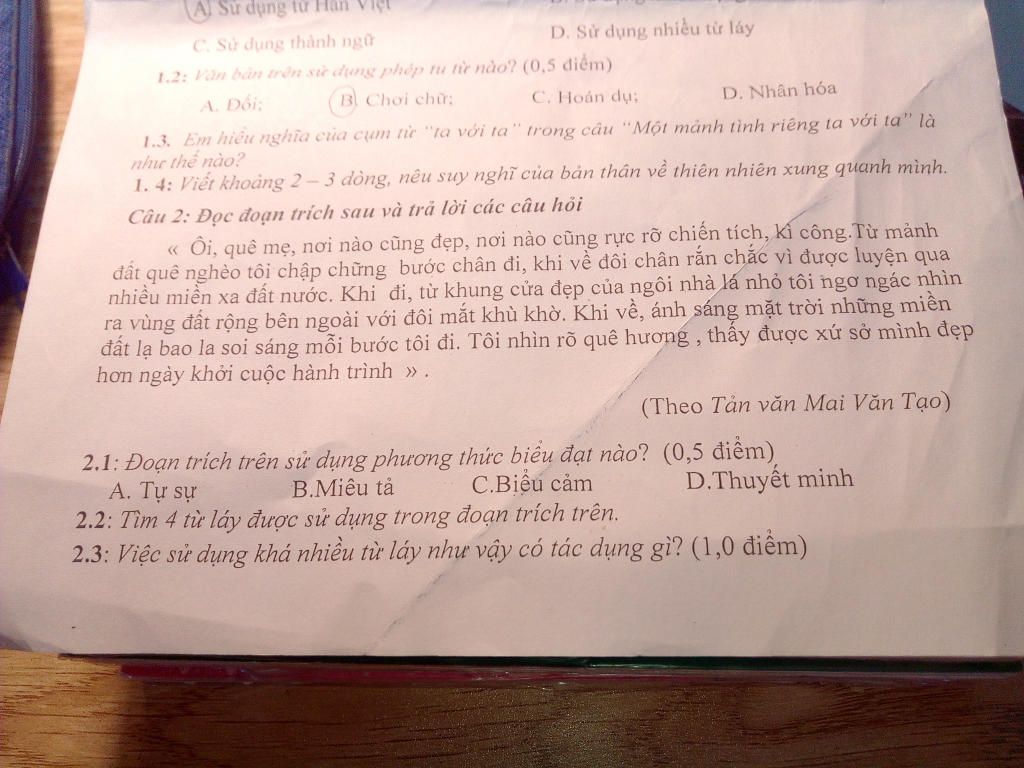 A. Sử dụng từ Hán Việt
C. Sử dụng thành ngữ D. Sử dụng nhiều từ láy
1.2: Văn bản trên sử dụng phép tu từ nào? (0,5 điểm)
A. Đối; B. Chơi chữ; C. Hoán dụ; D. Nhân hóa
1.3. Em hiểu nghĩa của cụm từ "ta với ta" trong câu "Một mảnh tình riêng ta với ta" là
như thế nào?
1. 4: Viết khoảng 2 – 3 dòng, nêu suy nghĩ của bản thân về thiên nhiên xung quanh mình.
Câu 2: Đọc đoạn trích sau và trả lời các câu hỏi
« Ôi, quê mẹ, nơi nào cũng đẹp, nơi nào cũng rực rỡ chiến tích, kì công.Từ mảnh
đất quê nghèo tôi chập chững bước chân đi, khi về đôi chân rắn chắc vì được luyện qua
nhiều miền xa đất nước. Khi đi, từ khung cửa đẹp của ngôi nhà lá nhỏ tôi ngơ ngác nhìn
ra vùng đất rộng bên ngoài với đôi mắt khù khờ. Khi về, ánh sáng mặt trời những miền
đất lạ bao la soi sáng mỗi bước tôi đi. Tôi nhìn rõ quê hương , thấy được xứ sở mình đẹp
hơn ngày khởi cuộc hành trình » .
(Theo Tản văn Mai Văn Tạo)
2.1: Đoạn trích trên sử dụng phương thức biểu đạt nào? (0,5 điểm)
A. Tự sự B.Miêu tả C.Biểu cảm D.Thuyết minh
2.2: Tìm 4 từ láy được sử dụng trong đoạn trích trên.
2.3: Việc sử dụng khá nhiều từ láy như vậy có tác dụng gì? (1,0 điểm)